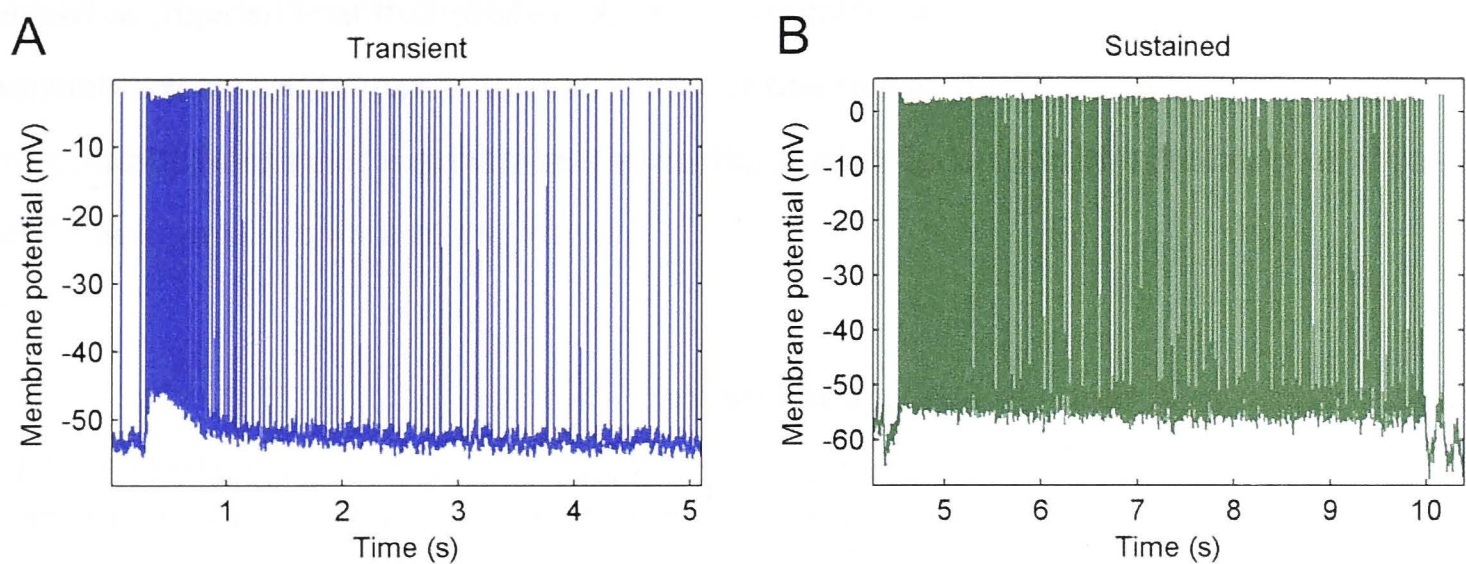 A
Transient
Membrane potential (mV)
-10
-20
-30
-40
-50
1 2 3 4 5
Time (s)
B
Sustained
Membrane potential (mV)
0
-10
-20
-30
-40
-50
-60
5 6 7 8 9 10
Time (s)